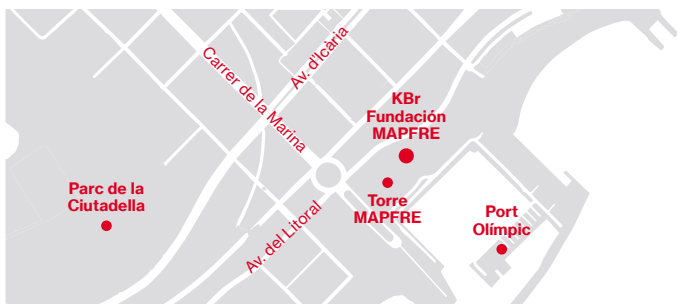 Carrer de la Marina
Av. d'Icària
KBr
Fundación
MAPFRE
Parc de la
Ciutadella
Torre
MAPFRE
Av. del Litoral
Port
Olímpic